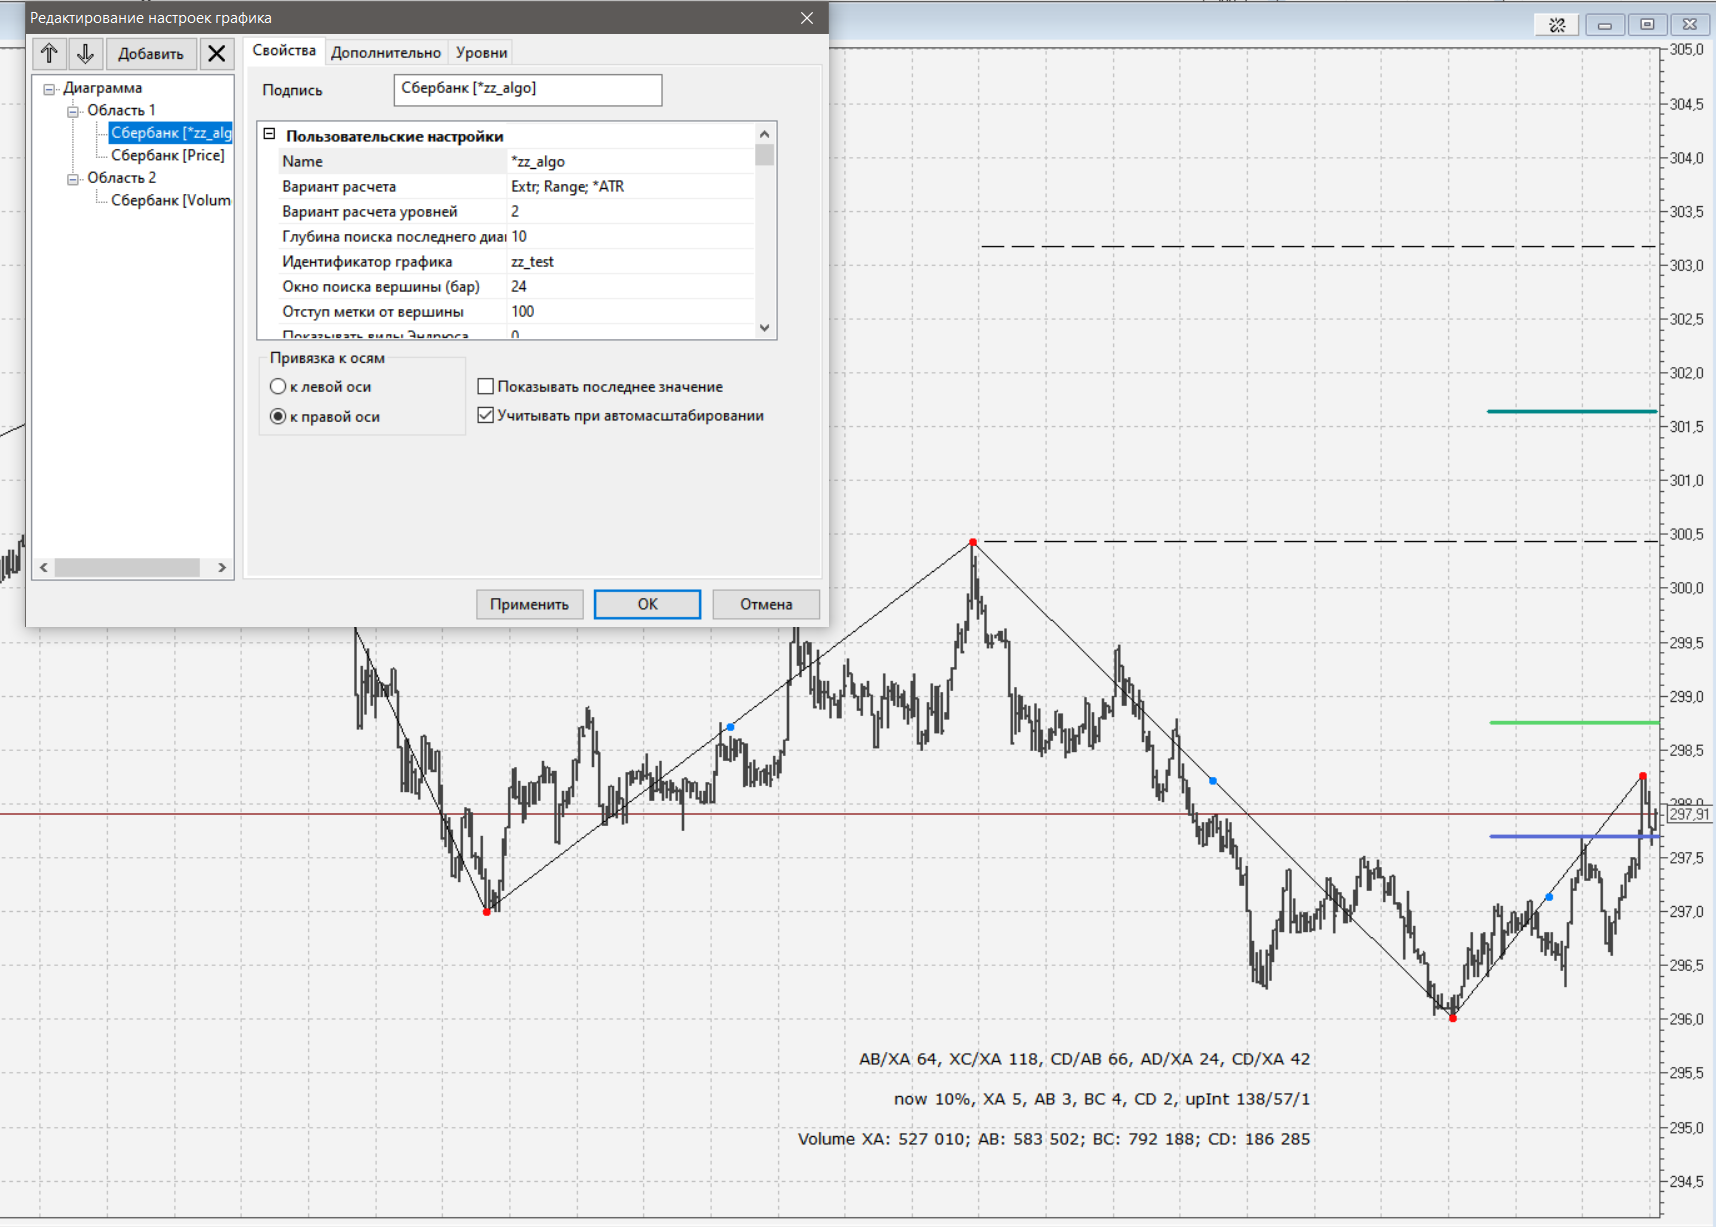 Редактирование настроек графика
Добавить
Диаграмма
Область 1
Сбербанк [*zz_alg
Сбербанк [Price]
Область 2
Сбербанк [Volum
Свойства Дополнительно Уровни
Подпись Сбербанк [*zz_algo]
Пользовательские настройки
Name *zz_algo
Вариант расчета Extr; Range; *ATR
Вариант расчета уровней 2
Глубина поиска последнего диа 10
Идентификатор графика zz_test
Окно поиска вершины (бар) 24
Отступ метки от вершины 100
Показывать вилы Эндрюса 0
Привязка к осям
к левой оси
к правой оси
Показывать последнее значение
Учитывать при автомасштабировании
Применить OK Отмена
305,0
304,5
304,0
303,5
303,0
302,5
302,0
301,5
301,0
300,5
300,0
299,5
299,0
298,5
298,0
297,91
297,5
297,0
296,5
296,0
295,5
295,0
294,5
AB/XA 64, XC/XA 118, CD/AB 66, AD/XA 24, CD/XA 42
now 10%, XA 5, AB 3, BC 4, CD 2, upInt 138/57/1
Volume XA: 527 010; AB: 583 502; BC: 792 188; CD: 186 285